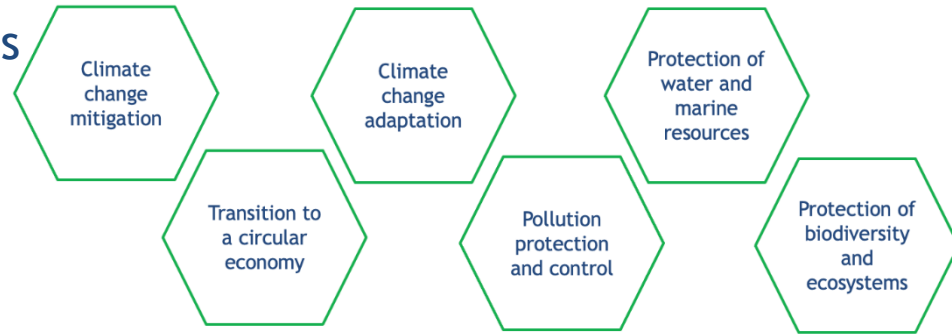 s
Climate
change
mitigation
Climate
change
adaptation
Protection of
water and
marine
resources
Transition to
a circular
economy
Pollution
protection
and control
Protection of
biodiversity
and
ecosystems